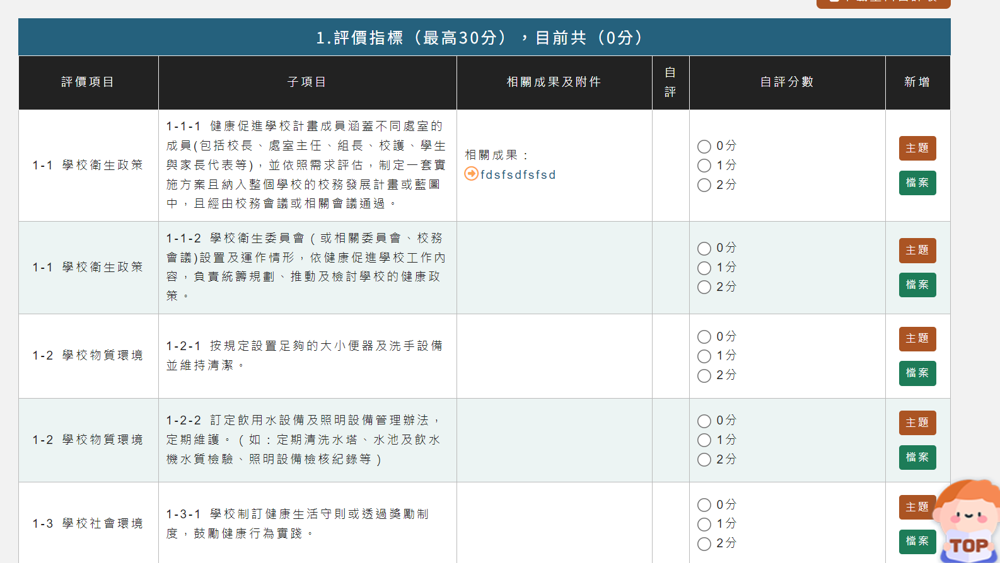 1.評價指標（最高30分），目前共（0分）
評價項目
子項目
相關成果及附件
自
評
自評分數
新增
1-1 學校衛生政策
1-1-1 健康促進學校計畫成員涵蓋不同處室的
成員(包括校長、處室主任、組長、校護、學生
與家長代表等)，並依照需求評估，制定一套實
施方案且納入整個學校的校務發展計畫或藍圖
中，且經由校務會議或相關會議通過。
相關成果：
fdsfsdfsfsd
0分
1分
2分
主題
檔案
1-1 學校衛生政策
1-1-2 學校衛生委員會（或相關委員會、校務
會議)設置及運作情形，依健康促進學校工作內
容，負責統籌規劃、推動及檢討學校的健康政
策。
0分
1分
2分
主題
檔案
1-2 學校物質環境
1-2-1 按規定設置足夠的大小便器及洗手設備
並維持清潔。
0分
1分
2分
主題
檔案
1-2 學校物質環境
1-2-2 訂定飲用水設備及照明設備管理辦法，
定期維護。（如：定期清洗水塔、水池及飲水
機水質檢驗、照明設備檢核紀錄等）
0分
1分
2分
主題
檔案
1-3 學校社會環境
1-3-1 學校制訂健康生活守則或透過獎勵制
度，鼓勵健康行為實踐。
0分
1分
2分
主題
檔案
TOP